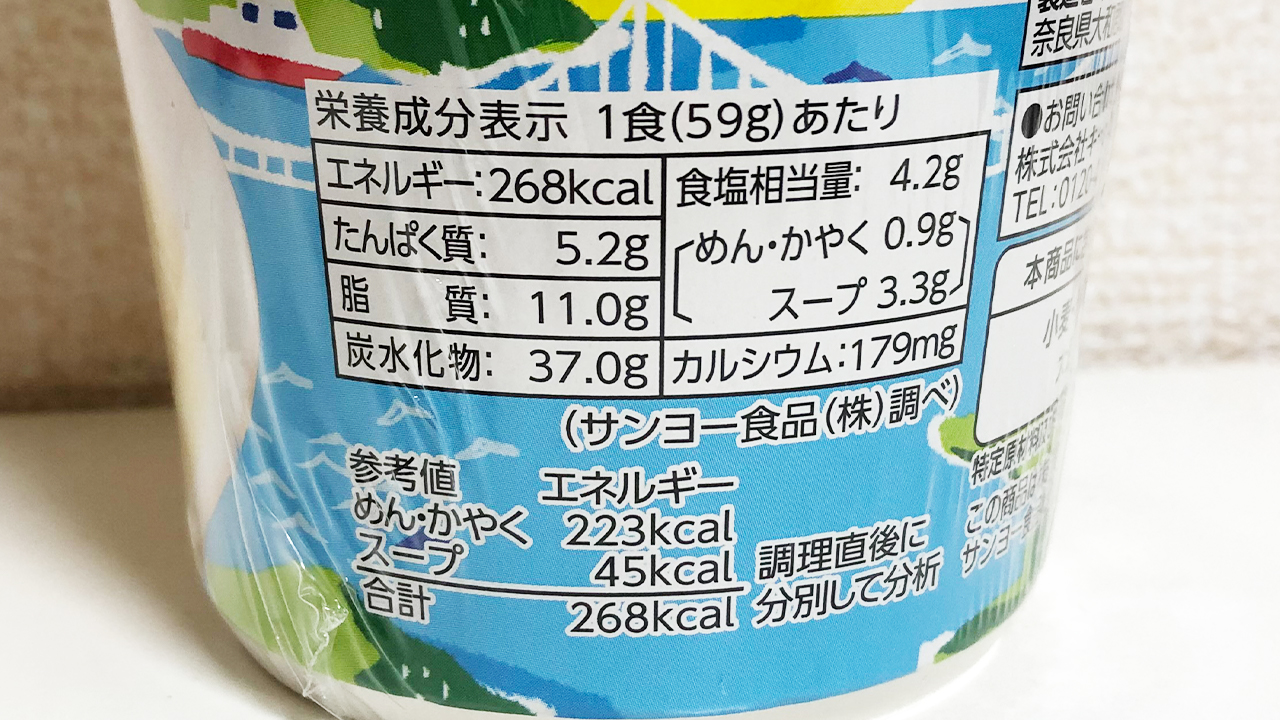 栄養成分表示 1食(59g)あたり
エネルギー:268kcal
たんぱく質: 5.2g
脂 質: 11.0g
炭水化物: 37.0g
食塩相当量: 4.2g
めん・かやく 0.9g
スープ 3.3g
カルシウム:179mg
(サンヨー食品(株)調べ)
参考値 エネルギー
めん・かやく 223kcal
スープ 45kcal
合計 268kcal
調理直後に
分別して分析
奈良県大和
●お問い合
株式会社
TEL:0120
本商品
小麦
特定原材料
この商品は
サンヨー